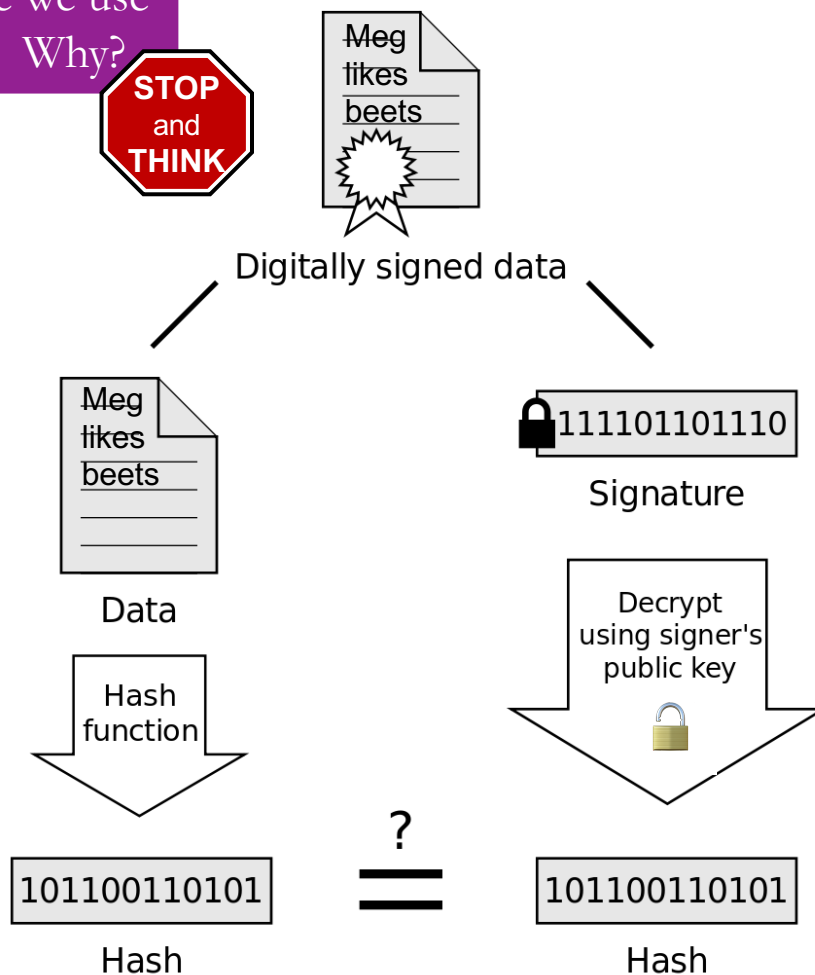 we use
Why?
STOP
and
THINK
Meg
likes
beets
Digitally signed data
Meg
likes
beets
Data
Hash
function
111101101110
Signature
Decrypt
using signer's
public key
?
=
101100110101
Hash
101100110101
Hash